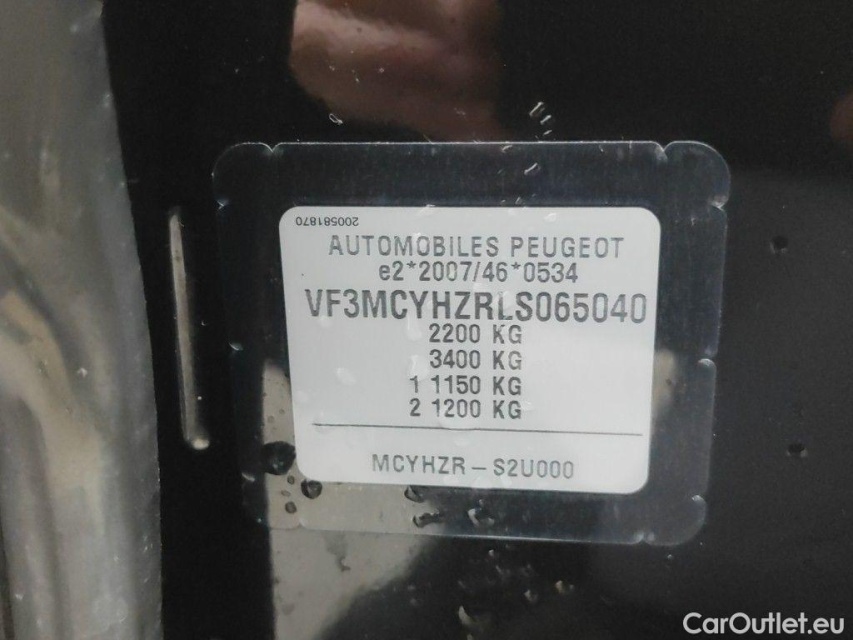 200581870
AUTOMOBILES PEUGEOT
e2*2007/46*0534
VF3MCYHZRLS065040
2200 KG
3400 KG
1 1150 KG
2 1200 KG
MCYHZR - S2U000
CarOutlet.eu